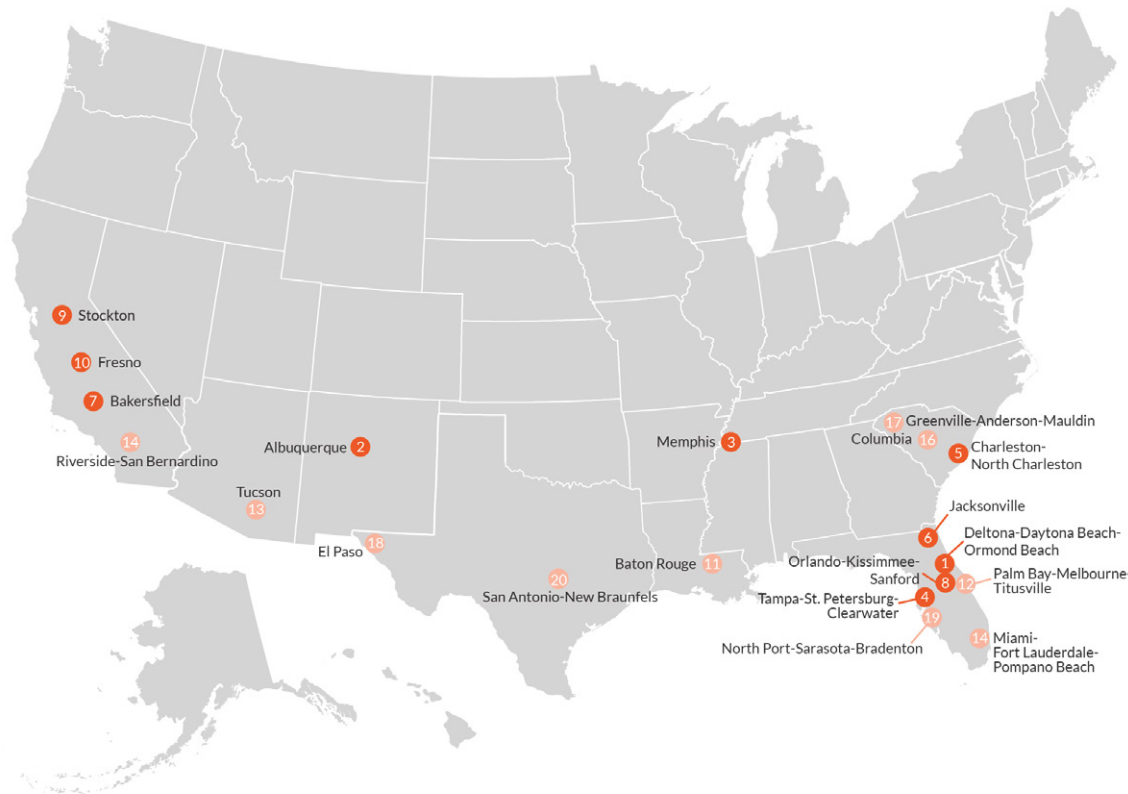 9 Stockton
10 Fresno
7 Bakersfield
14
Riverside-San Bernardino
Albuquerque 2
Tucson
13
El Paso 18
20
San Antonio-New Braunfels
Memphis 3
Baton Rouge 11
17 Greenville-Anderson-Mauldin
Columbia 16
5 Charleston-
North Charleston
Jacksonville
6
Deltona-Daytona Beach-
Ormond Beach
1
Orlando-Kissimmee-
Sanford
8
12 Palm Bay-Melbourne-
Titusville
Tampa-St. Petersburg-
Clearwater
4
19
North Port-Sarasota-Bradenton
14 Miami-
Fort Lauderdale-
Pompano Beach